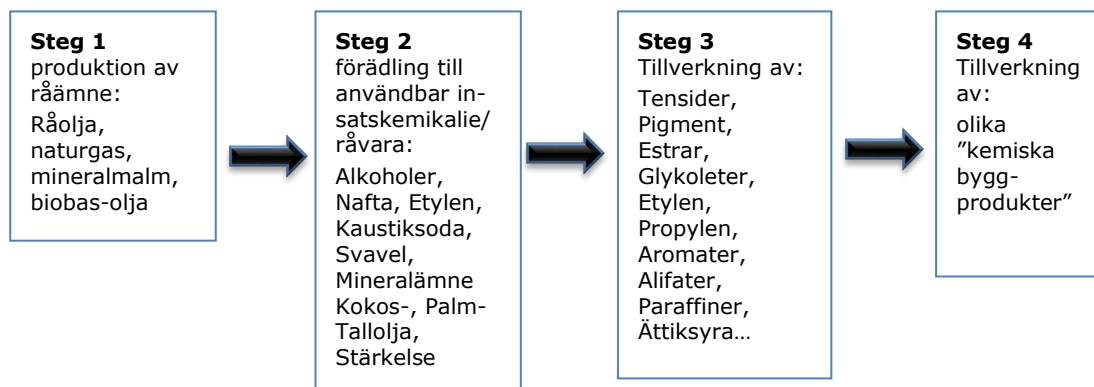 Steg 1
produktion av
råämne:
Råolja,
naturgas,
mineralmalm,
biobas-olja
Steg 2
förädling till
användbar in-
satskemikalie/
råvara:
Alkoholer,
Nafta, Etylen,
Kaustiksoda,
Svavel,
Mineralämne
Kokos-, Palm-
Tallolja,
Stärkelse
Steg 3
Tillverkning av:
Tensider,
Pigment,
Estrar,
Glykoleter,
Etylen,
Propylen,
Aromater,
Alifater,
Paraffiner,
Ättiksyra…
Steg 4
Tillverkning
av:
olika
”kemiska
bygg-
produkter”